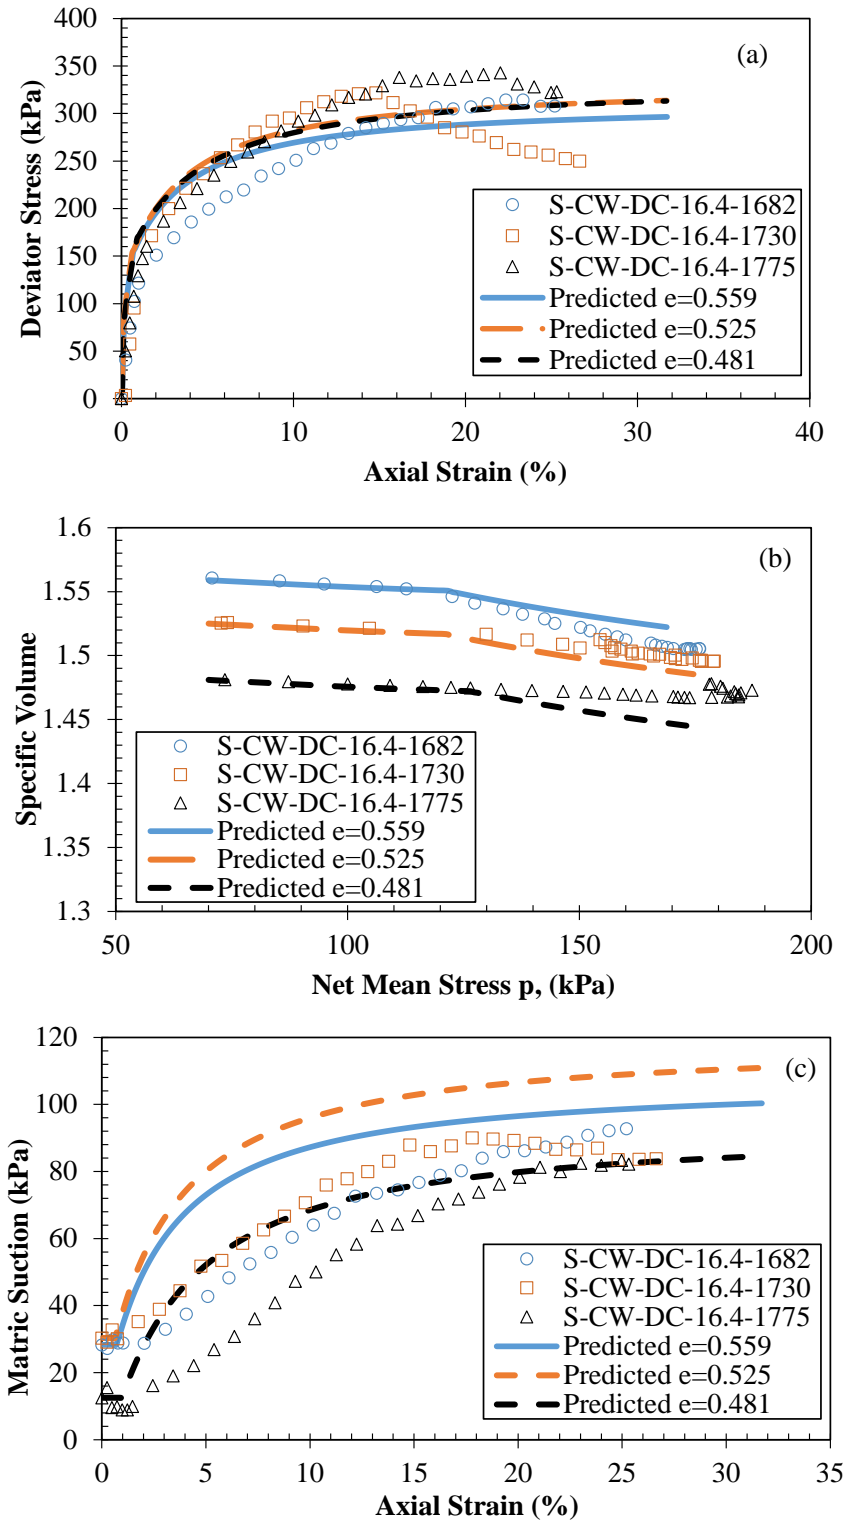 400
350
300
250
200
150
100
50
0
Deviator Stress (kPa)
(a)
S-CW-DC-16.4-1682
S-CW-DC-16.4-1730
S-CW-DC-16.4-1775
Predicted e=0.559
Predicted e=0.525
Predicted e=0.481
0 10 20 30 40
Axial Strain (%)
1.6
1.55
1.5
1.45
1.4
1.35
1.3
Specific Volume
(b)
S-CW-DC-16.4-1682
S-CW-DC-16.4-1730
S-CW-DC-16.4-1775
Predicted e=0.559
Predicted e=0.525
Predicted e=0.481
50 100 150 200
Net Mean Stress p, (kPa)
120
100
80
60
40
20
0
Matric Suction (kPa)
(c)
S-CW-DC-16.4-1682
S-CW-DC-16.4-1730
S-CW-DC-16.4-1775
Predicted e=0.559
Predicted e=0.525
Predicted e=0.481
0 5 10 15 20 25 30 35
Axial Strain (%)